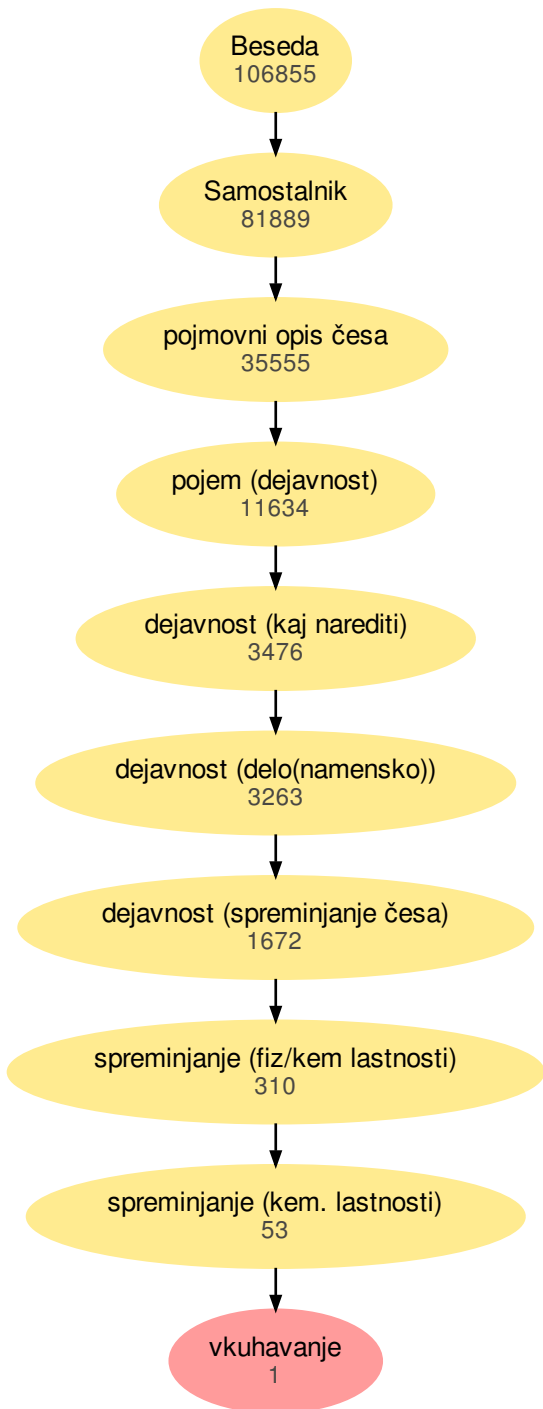 Beseda
106855
Samostalnik
81889
pojmovni opis česa
35555
pojem (dejavnost)
11634
dejavnost (kaj narediti)
3476
dejavnost (delo(namensko))
3263
dejavnost (spreminjanje česa)
1672
spreminjanje (fiz/kem lastnosti)
310
spreminjanje (kem. lastnosti)
53
vkuhavanje
1